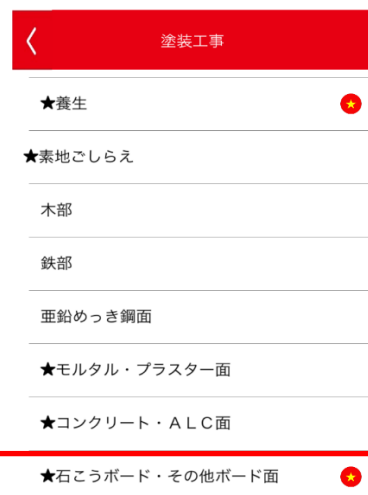 塗装工事
★養生
★素地ごしらえ
木部
鉄部
亜鉛めっき鋼面
★モルタル・プラスター面
★コンクリート・ＡＬＣ面
★石こうボード・その他ボード面